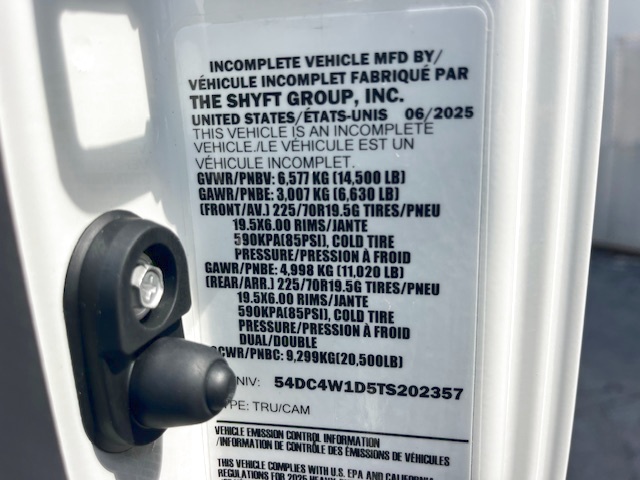 INCOMPLETE VEHICLE MFD BY/
VÉHICULE INCOMPLET FABRIQUÉ PAR
THE SHYFT GROUP, INC.
UNITED STATES/ÉTATS-UNIS 06/2025
THIS VEHICLE IS AN INCOMPLETE
VEHICLE./LE VÉHICULE EST UN
VÉHICULE INCOMPLET.
GVWR/PNBV: 6,577 KG (14,500 LB)
GAWR/PNBE: 3,007 KG (6,630 LB)
(FRONT/AV.) 225/70R19.5G TIRES/PNEU
19.5X6.00 RIMS/JANTE
590KPA(85PSI), COLD TIRE
PRESSURE/PRESSION À FROID
GAWR/PNBE: 4,998 KG (11,020 LB)
(REAR/ARR.) 225/70R19.5G TIRES/PNEU
19.5X6.00 RIMS/JANTE
590KPA(85PSI), COLD TIRE
PRESSURE/PRESSION À FROID
DUAL/DOUBLE
GCWR/PNBC: 9,299KG(20,500LB)
NIV: 54DC4W1D5TS202357
TYPE: TRU/CAM
VEHICLE EMISSION CONTROL INFORMATION
/INFORMATION DE CONTRÔLE DES ÉMISSIONS DE VÉHICULES
THIS VEHICLE COMPLIES WITH U.S. EPA AND CALIFORNIA
REGULATIONS FOR 2025 HEAVY